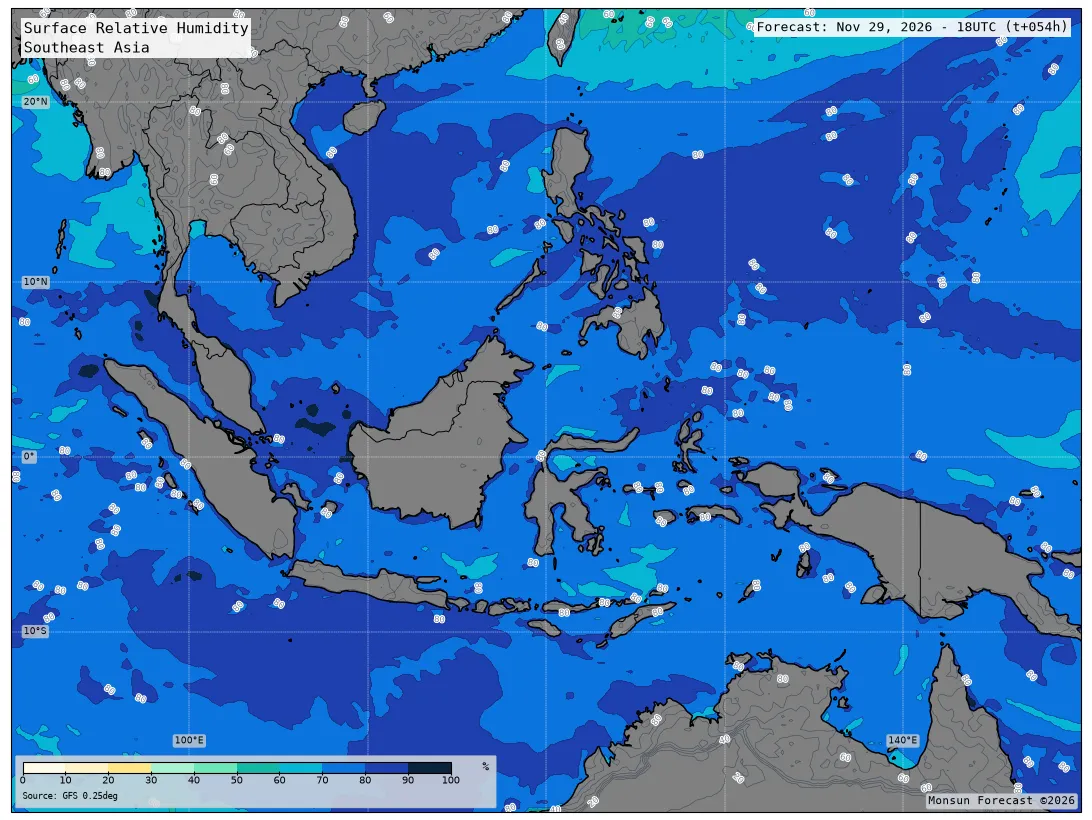 Surface Relative Humidity
Southeast Asia
Forecast: Nov 29, 2026 - 18UTC (t+054h)
20°N
10°N
0°
10°S
100°E
140°E
%
0 10 20 30 40 50 60 70 80 90 100
Source: GFS 0.25deg
Monsun Forecast ©2026